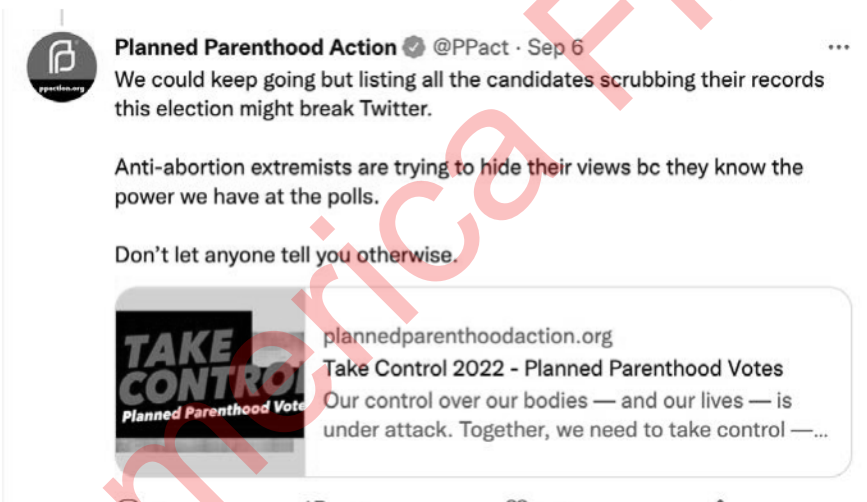 Planned Parenthood Action @PPact · Sep 6
We could keep going but listing all the candidates scrubbing their records
this election might break Twitter.
Anti-abortion extremists are trying to hide their views bc they know the
power we have at the polls.
Don't let anyone tell you otherwise.
ppaction.org
TAKE
CONTROL
Planned Parenthood Vote
plannedparenthoodaction.org
Take Control 2022 - Planned Parenthood Votes
Our control over our bodies — and our lives — is
under attack. Together, we need to take control —...
merica F